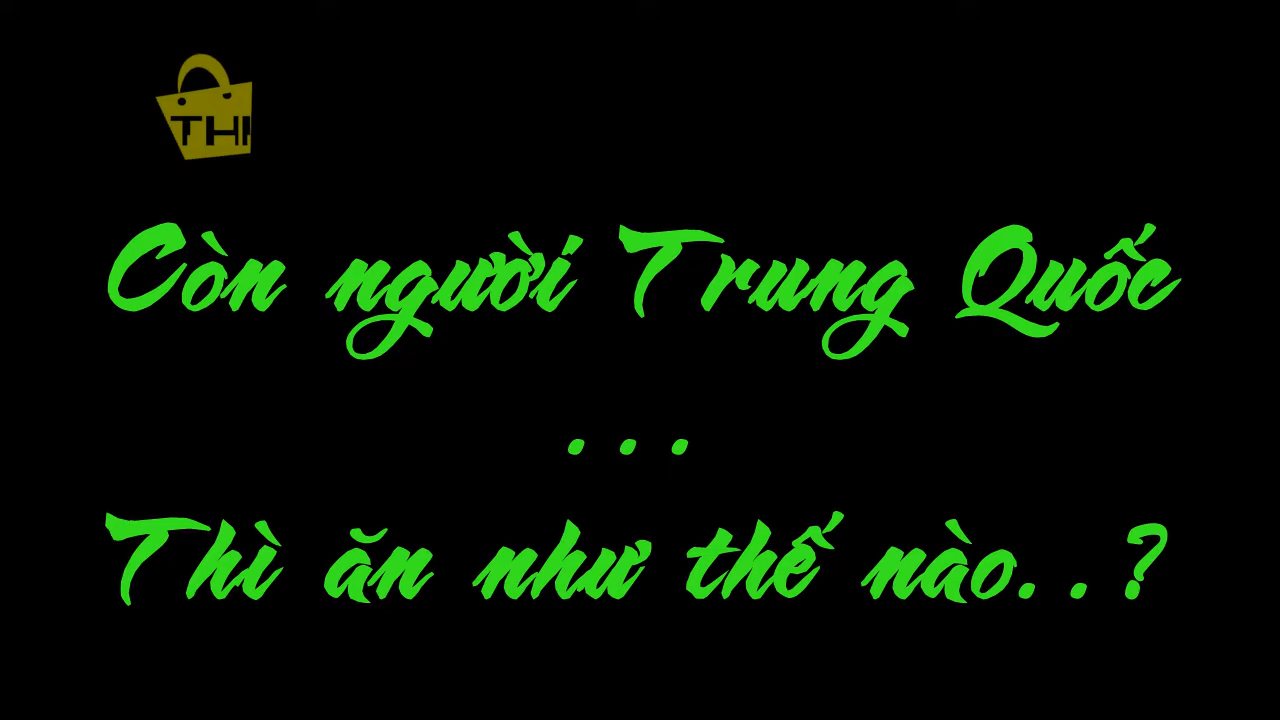 THI
Còn người Trung Quốc
...
Thì ăn như thế nào..?